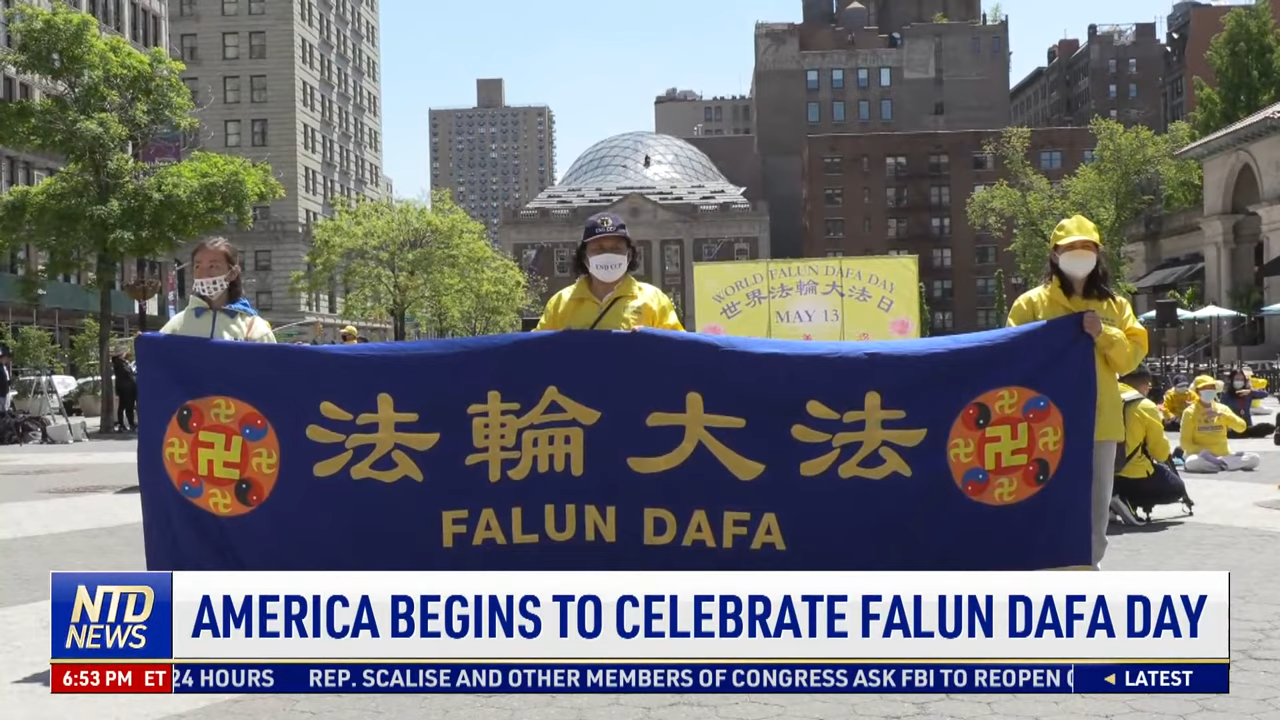 END CCP
WORLD FALUN DAFA DAY
世界法輪大法日
MAY 13
法輪大法
FALUN DAFA
NTD NEWS
AMERICA BEGINS TO CELEBRATE FALUN DAFA DAY
6:53 PM ET
24 HOURS REP. SCALISE AND OTHER MEMBERS OF CONGRESS ASK FBI TO REOPEN
LATEST